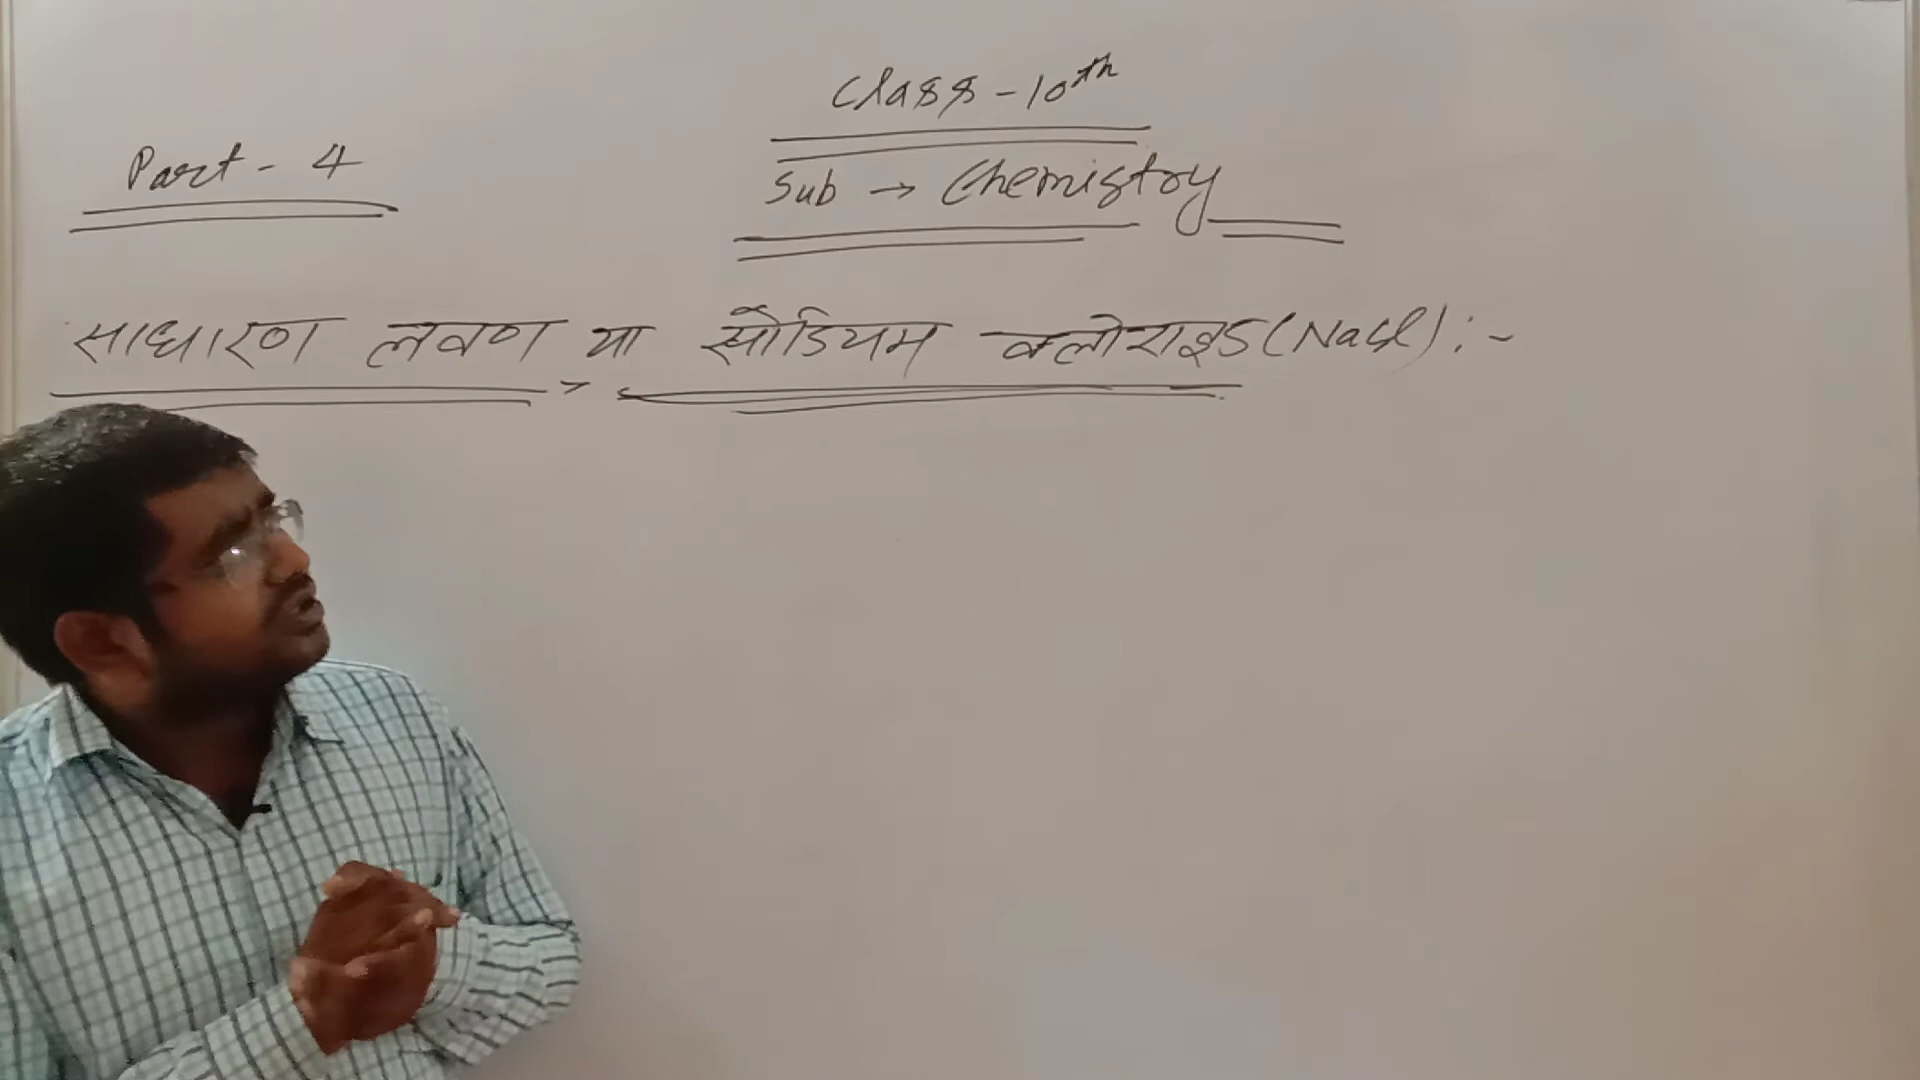 Class - 10th
Part - 4
Sub → Chemistry
साधारण लवण या सोडियम क्लोराइड (NaCl) :-